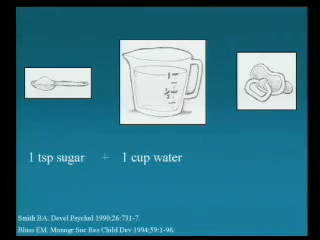 1 tsp sugar + 1 cup water
Smith BA. Devel Psychol 1990;26:731-7.
Blass EM. Monogr Soc Res Child Dev 1994;59:1-96.